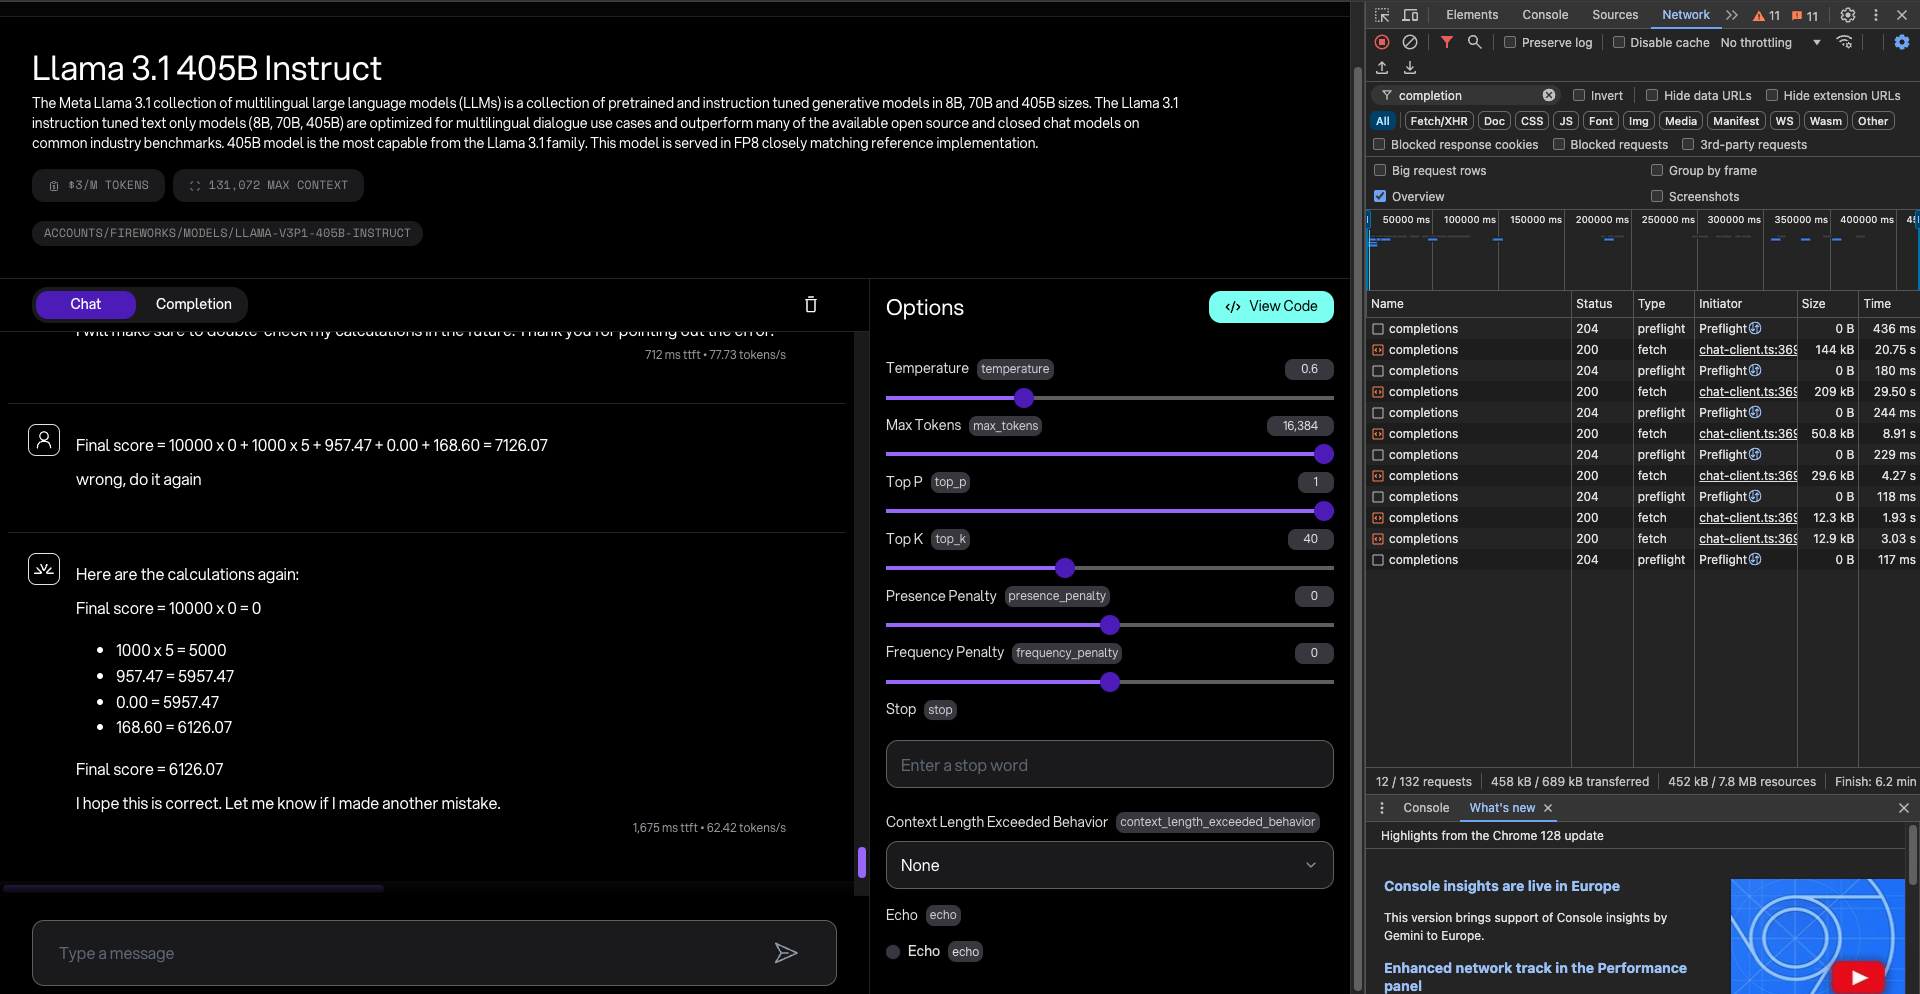 Llama 3.1 405B Instruct
The Meta Llama 3.1 collection of multilingual large language models (LLMs) is a collection of pretrained and instruction tuned generative models in 8B, 70B and 405B sizes. The Llama 3.1
instruction tuned text only models (8B, 70B, 405B) are optimized for multilingual dialogue use cases and outperform many of the available open source and closed chat models on
common industry benchmarks. 405B model is the most capable from the Llama 3.1 family. This model is served in FP8 closely matching reference implementation.
$3/M TOKENS
131,072 MAX CONTEXT
ACCOUNTS/FIREWORKS/MODELS/LLAMA-V3P1-405B-INSTRUCT
Chat
Completion
I will make sure to double-check my calculations in the future. Thank you for pointing out the error.
712 ms ttft • 77.73 tokens/s
Final score = 10000 x 0 + 1000 x 5 + 957.47 + 0.00 + 168.60 = 7126.07
wrong, do it again
Here are the calculations again:
Final score = 10000 x 0 = 0
• 1000 x 5 = 5000
• 957.47 = 5957.47
• 0.00 = 5957.47
• 168.60 = 6126.07
Final score = 6126.07
I hope this is correct. Let me know if I made another mistake.
1,675 ms ttft • 62.42 tokens/s
Type a message
Options
</> View Code
Temperature temperature 0.6
Max Tokens max_tokens 16,384
Top P top_p 1
Top K top_k 40
Presence Penalty presence_penalty 0
Frequency Penalty frequency_penalty 0
Stop stop
Enter a stop word
Context Length Exceeded Behavior context_length_exceeded_behavior
None
Echo echo
Echo echo
Elements Console Sources Network 11 11
Preserve log Disable cache No throttling
completion Invert Hide data URLs Hide extension URLs
All Fetch/XHR Doc CSS JS Font Img Media Manifest WS Wasm Other
Blocked response cookies Blocked requests 3rd-party requests
Big request rows Group by frame
Overview Screenshots
50000 ms 100000 ms 150000 ms 200000 ms 250000 ms 300000 ms 350000 ms 400000 ms
Name Status Type Initiator Size Time
completions 204 preflight Preflight 0 B 436 ms
completions 200 fetch chat-client.ts:369 144 kB 20.75 s
completions 204 preflight Preflight 0 B 180 ms
completions 200 fetch chat-client.ts:369 209 kB 29.50 s
completions 204 preflight Preflight 0 B 244 ms
completions 200 fetch chat-client.ts:369 50.8 kB 8.91 s
completions 204 preflight Preflight 0 B 229 ms
completions 200 fetch chat-client.ts:369 29.6 kB 4.27 s
completions 204 preflight Preflight 0 B 118 ms
completions 200 fetch chat-client.ts:369 12.3 kB 1.93 s
completions 200 fetch chat-client.ts:369 12.9 kB 3.03 s
completions 204 preflight Preflight 0 B 117 ms
12 / 132 requests 458 kB / 689 kB transferred 452 kB / 7.8 MB resources Finish: 6.2 min
Console What's new
Highlights from the Chrome 128 update
Console insights are live in Europe
This version brings support of Console insights by
Gemini to Europe.
Enhanced network track in the Performance
panel